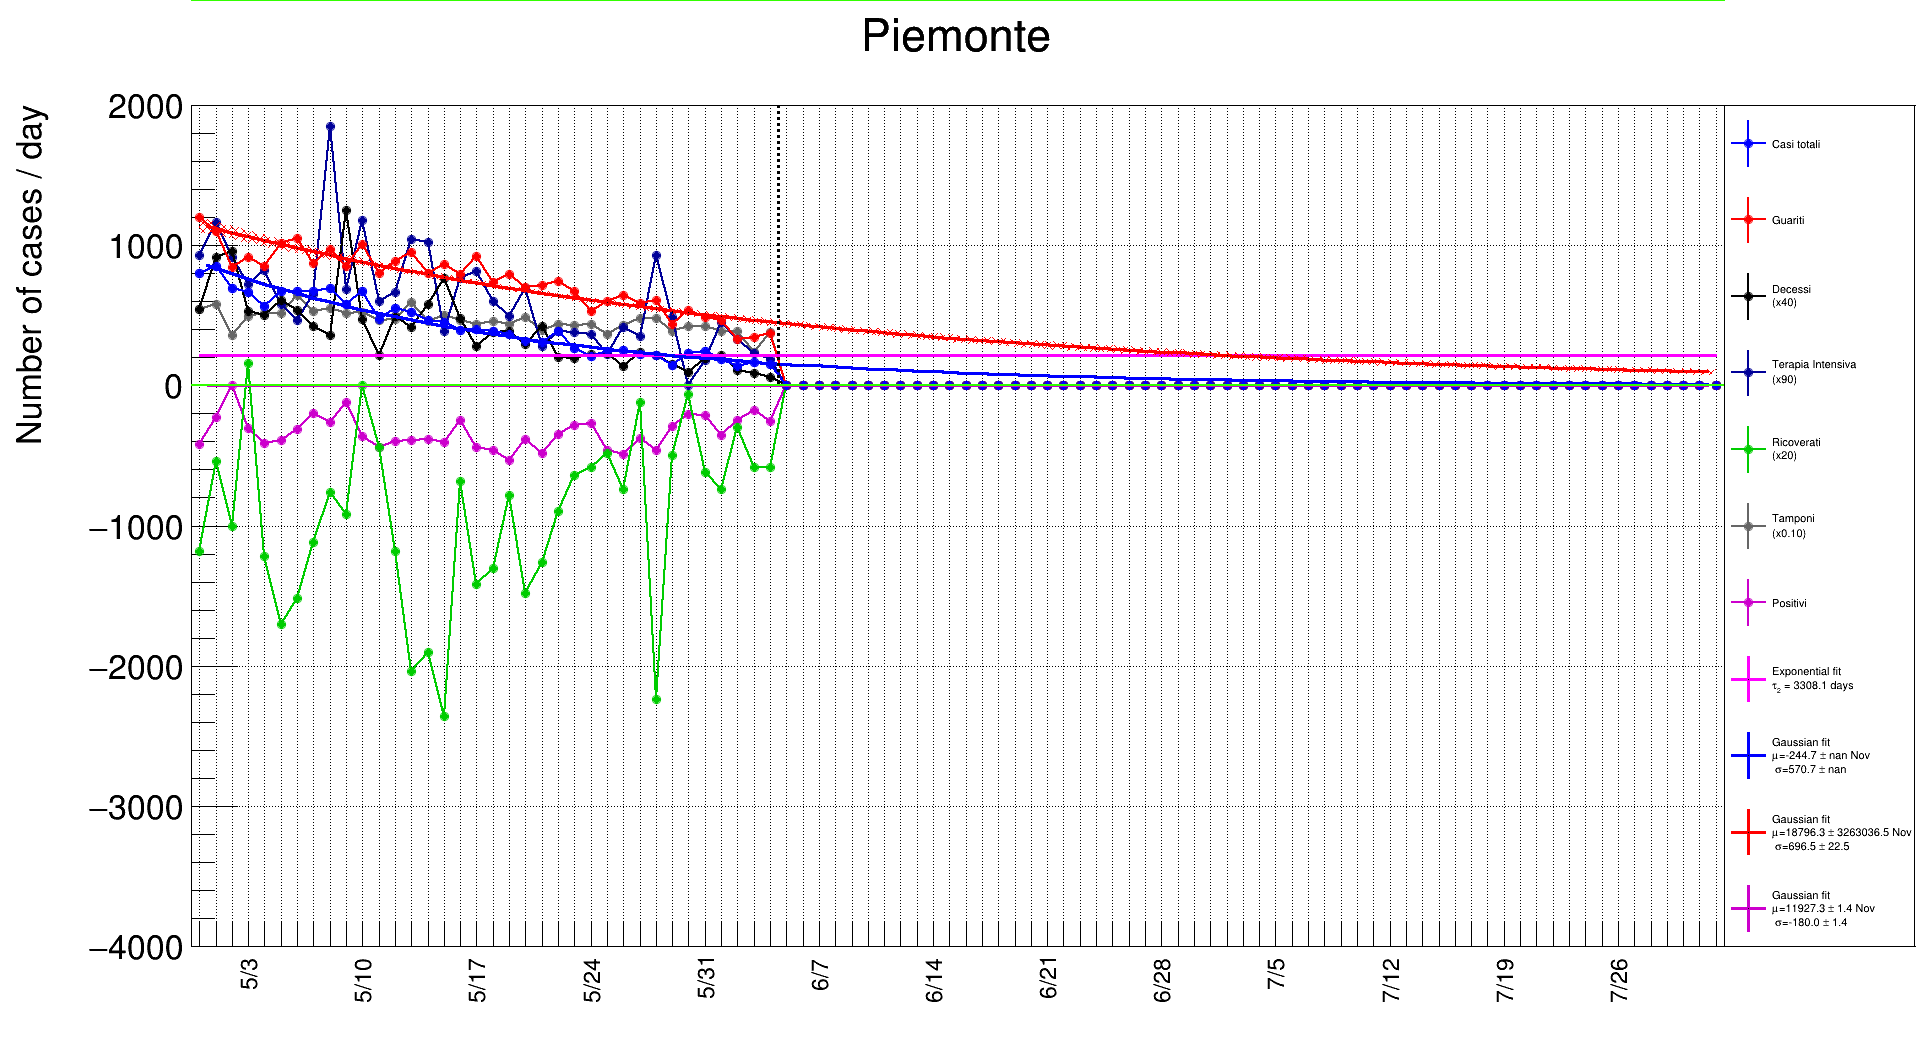 Piemonte
Number of cases / day
2000
1000
0
−1000
−2000
−3000
−4000
5/3
5/10
5/17
5/24
5/31
6/7
6/14
6/21
6/28
7/5
7/12
7/19
7/26
Casi totali
Guariti
Decessi
(x40)
Terapia Intensiva
(x90)
Ricoverati
(x20)
Tamponi
(x0.10)
Positivi
Exponential fit
τ₂ = 3308.1 days
Gaussian fit
μ=-244.7 ± nan Nov
σ=570.7 ± nan
Gaussian fit
μ=18796.3 ± 3263036.5 Nov
σ=696.5 ± 22.5
Gaussian fit
μ=11927.3 ± 1.4 Nov
σ=-180.0 ± 1.4